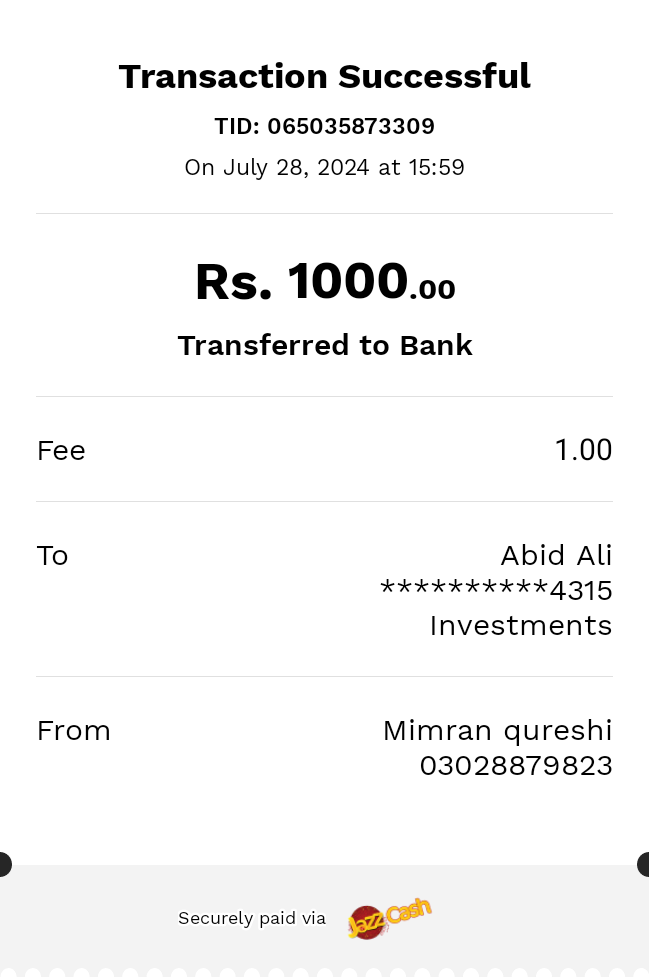 Transaction Successful
TID: 065035873309
On July 28, 2024 at 15:59
Rs. 1000.00
Transferred to Bank
Fee 1.00
To Abid Ali
**********4315
Investments
From Mimran qureshi
03028879823
Securely paid via JazzCash